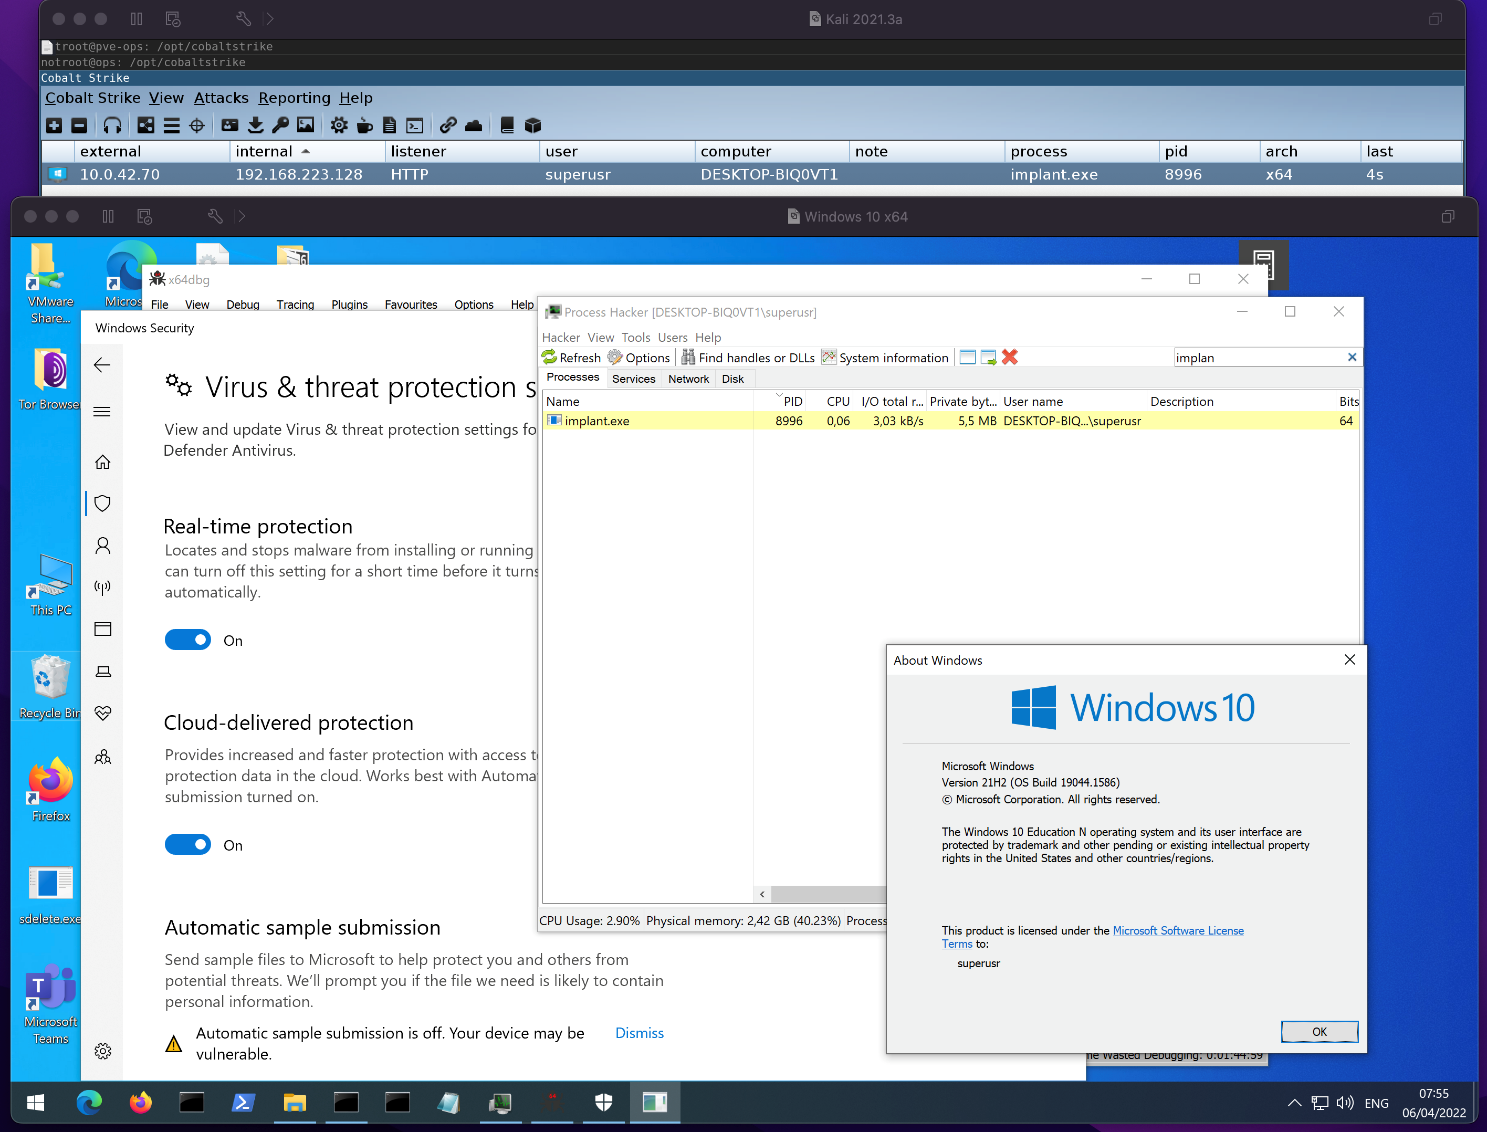 Kali 2021.3a
troot@pve-ops: /opt/cobaltstrike
notroot@ops: /opt/cobaltstrike
Cobalt Strike
Cobalt Strike View Attacks Reporting Help
external internal listener user computer note process pid arch last
10.0.42.70 192.168.223.128 HTTP superusr DESKTOP-BIQ0VT1 implant.exe 8996 x64 4s
Windows 10 x64
VMware
Share...
Micros
Tor Browse
This PC
Recycle Bin
Firefox
sdelete.exe
Microsoft
Teams
x64dbg
File View Debug Tracing Plugins Favourites Options Help
Windows Security
Virus & threat protection s
View and update Virus & threat protection settings fo
Defender Antivirus.
Real-time protection
Locates and stops malware from installing or running
can turn off this setting for a short time before it turns
automatically.
On
Cloud-delivered protection
Provides increased and faster protection with access t
protection data in the cloud. Works best with Automa
submission turned on.
On
Automatic sample submission
Send sample files to Microsoft to help protect you and others from
potential threats. We'll prompt you if the file we need is likely to contain
personal information.
Automatic sample submission is off. Your device may be
vulnerable.
Dismiss
Process Hacker [DESKTOP-BIQ0VT1\superusr]
Hacker View Tools Users Help
Refresh Options Find handles or DLLs System information implan
Processes Services Network Disk
Name PID CPU I/O total r... Private byt... User name Description Bits
implant.exe 8996 0,06 3,03 kB/s 5,5 MB DESKTOP-BIQ...\superusr 64
CPU Usage: 2.90% Physical memory: 2,42 GB (40.23%) Process
About Windows
Windows 10
Microsoft Windows
Version 21H2 (OS Build 19044.1586)
© Microsoft Corporation. All rights reserved.
The Windows 10 Education N operating system and its user interface are
protected by trademark and other pending or existing intellectual property
rights in the United States and other countries/regions.
This product is licensed under the Microsoft Software License
Terms to:
superusr
OK
me Wasted Debugging: 0:01:44:59
ENG
07:55
06/04/2022